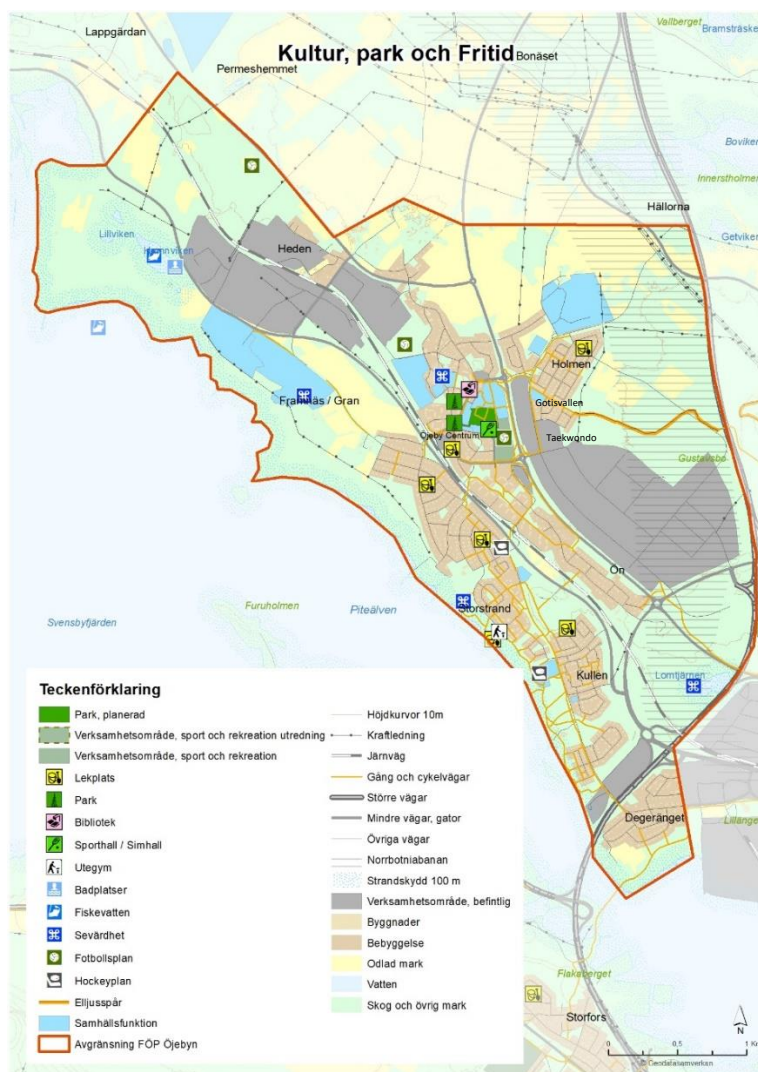 Kultur, park och Fritid
Lappgärdan
Vallberget
Bramsträsket
Bonäset
Permeshemmet
Boviken
Innerstholmen
Hällorna
Lillviken
Getviken
Heden
Holmen
Framnäs / Gran
Gotisvallen
Öjeby Centrum
Taekwondo
Gustavsbo
Ön
Furuholmen
Piteälven
Svensbyfjärden
Storstrand
Kullen
Lomtjärnen
Degeränget
Flakaberget
Storfors
Teckenförklaring
Park, planerad
Verksamhetsområde, sport och rekreation utredning
Verksamhetsområde, sport och rekreation
Lekplats
Park
Bibliotek
Sporthall / Simhall
Utegym
Badplatser
Fiskevatten
Sevärdhet
Fotbollsplan
Hockeyplan
Elljusspår
Samhällsfunktion
Avgränsning FÖP Öjebyn
Höjdkurvor 10m
Kraftledning
Järnväg
Gång och cykelvägar
Större vägar
Mindre vägar, gator
Övriga vägar
Norrbotniabanan
Strandskydd 100 m
Verksamhetsområde, befintlig
Byggnader
Bebyggelse
Odlad mark
Vatten
Skog och övrig mark
N
0 0,5 1 Km
© Geodatasamverkan